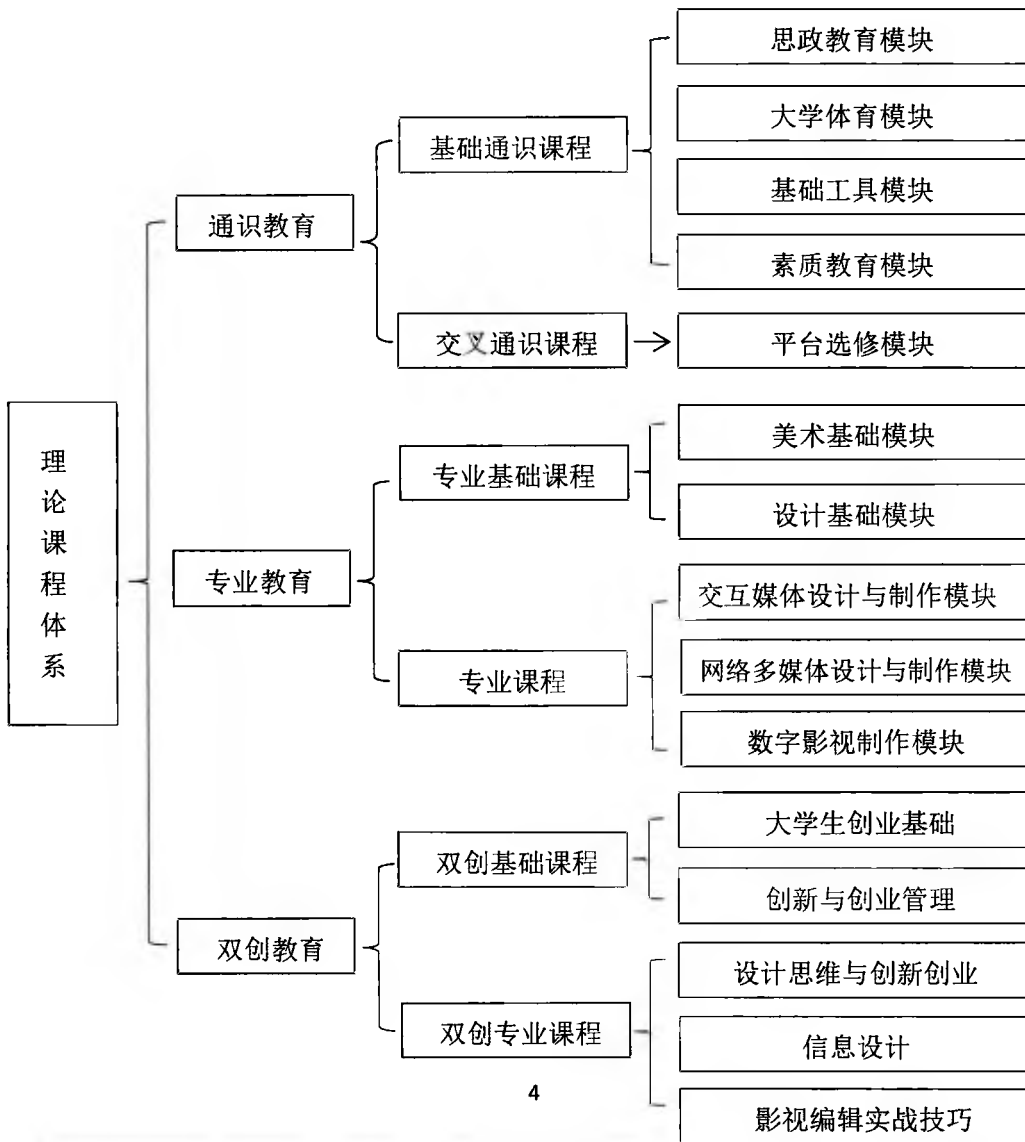 思政教育模块
大学体育模块
基础通识课程
基础工具模块
通识教育
素质教育模块
交叉通识课程
平台选修模块
美术基础模块
理论课程体系
专业基础课程
设计基础模块
专业教育
交互媒体设计与制作模块
专业课程
网络多媒体设计与制作模块
数字影视制作模块
大学生创业基础
双创基础课程
创新与创业管理
双创教育
设计思维与创新创业
双创专业课程
信息设计
4
影视编辑实战技巧